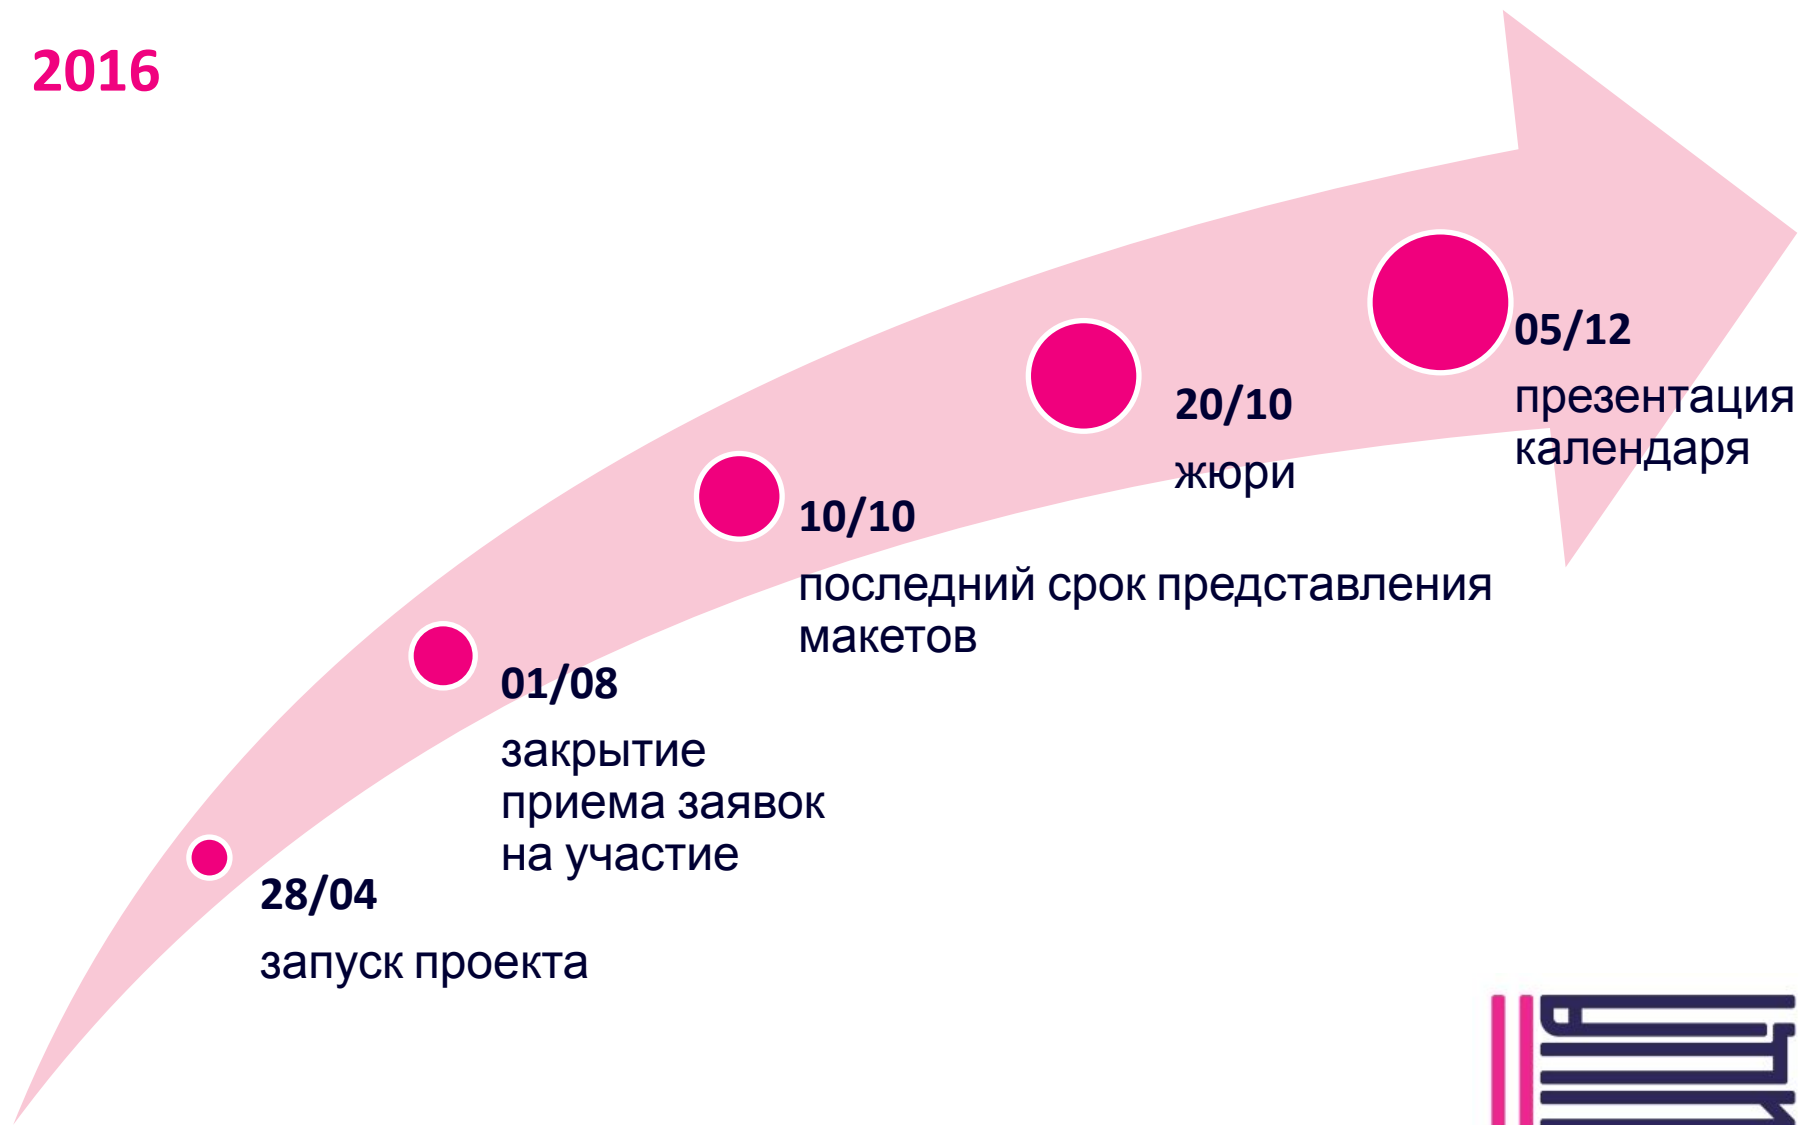 2016
28/04
запуск проекта
01/08
закрытие
приема заявок
на участие
10/10
последний срок представления
макетов
20/10
жюри
05/12
презентация
календаря